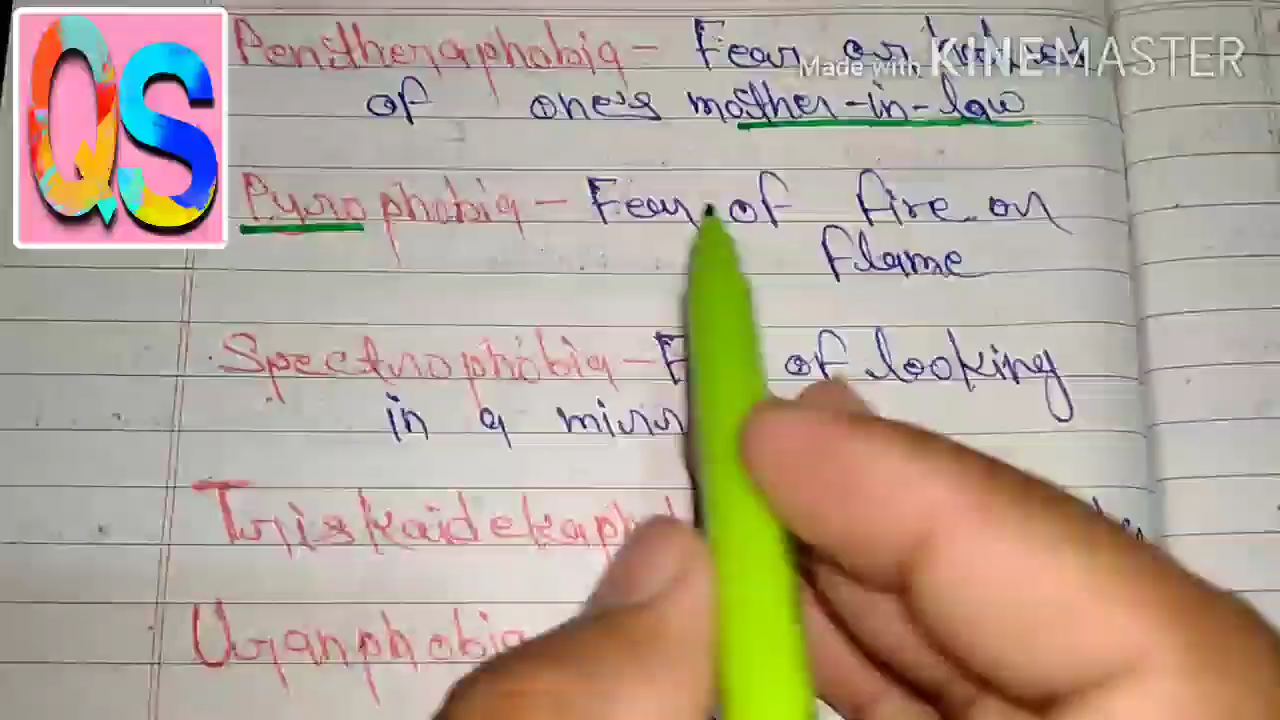 QS
Pentheraphobia - Fear or hatred
Made with KINEMASTER
of one's mother-in-law
Pyrophobia - Fear of fire or
flame
Spectrophobia - F of looking
in a mirr
Triskaidekaph
Uranphobia